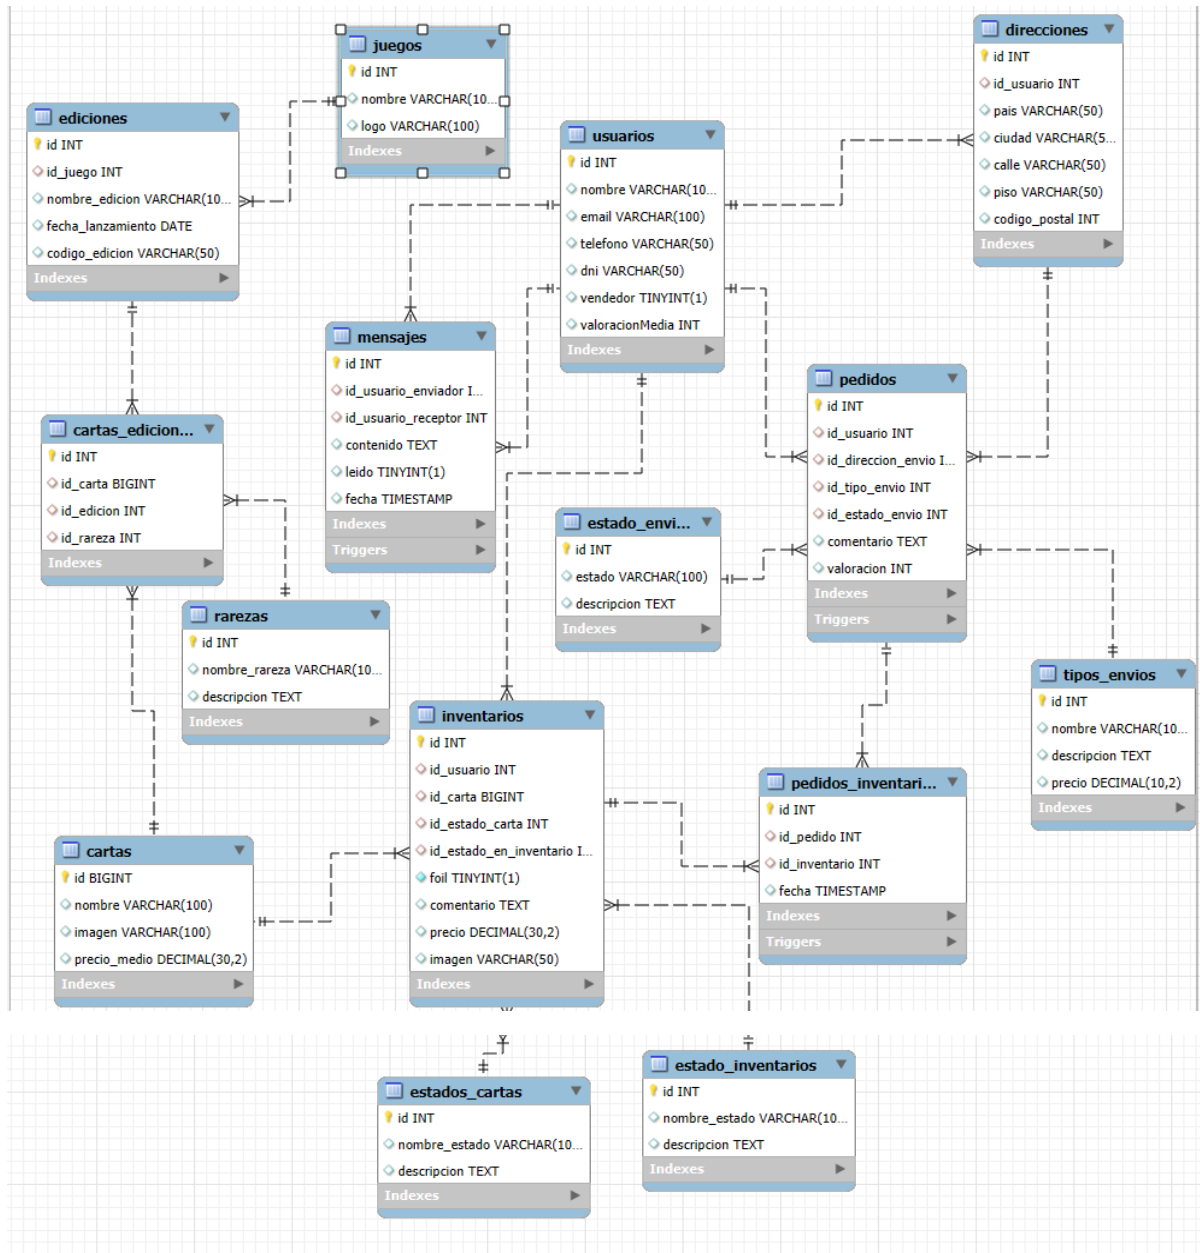 juegos
id INT
nombre VARCHAR(10...
logo VARCHAR(100)
Indexes
direcciones
id INT
id_usuario INT
pais VARCHAR(50)
ciudad VARCHAR(5...
calle VARCHAR(50)
piso VARCHAR(50)
codigo_postal INT
Indexes
ediciones
id INT
id_juego INT
nombre_edicion VARCHAR(10...
fecha_lanzamiento DATE
codigo_edicion VARCHAR(50)
Indexes
usuarios
id INT
nombre VARCHAR(10...
email VARCHAR(100)
telefono VARCHAR(50)
dni VARCHAR(50)
vendedor TINYINT(1)
valoracionMedia INT
Indexes
mensajes
id INT
id_usuario_enviador I...
id_usuario_receptor INT
contenido TEXT
leido TINYINT(1)
fecha TIMESTAMP
Indexes
Triggers
pedidos
id INT
id_usuario INT
id_direccion_envio I...
id_tipo_envio INT
id_estado_envio INT
comentario TEXT
valoracion INT
Indexes
Triggers
cartas_edicion...
id INT
id_carta BIGINT
id_edicion INT
id_rareza INT
Indexes
estado_envi...
id INT
estado VARCHAR(100)
descripcion TEXT
Indexes
rarezas
id INT
nombre_rareza VARCHAR(10...
descripcion TEXT
Indexes
tipos_envios
id INT
nombre VARCHAR(10...
descripcion TEXT
precio DECIMAL(10,2)
Indexes
inventarios
id INT
id_usuario INT
id_carta BIGINT
id_estado_carta INT
id_estado_en_inventario I...
foil TINYINT(1)
comentario TEXT
precio DECIMAL(30,2)
imagen VARCHAR(50)
Indexes
pedidos_inventari...
id INT
id_pedido INT
id_inventario INT
fecha TIMESTAMP
Indexes
Triggers
cartas
id BIGINT
nombre VARCHAR(100)
imagen VARCHAR(100)
precio_medio DECIMAL(30,2)
Indexes
estados_cartas
id INT
nombre_estado VARCHAR(10...
descripcion TEXT
Indexes
estado_inventarios
id INT
nombre_estado VARCHAR(10...
descripcion TEXT
Indexes